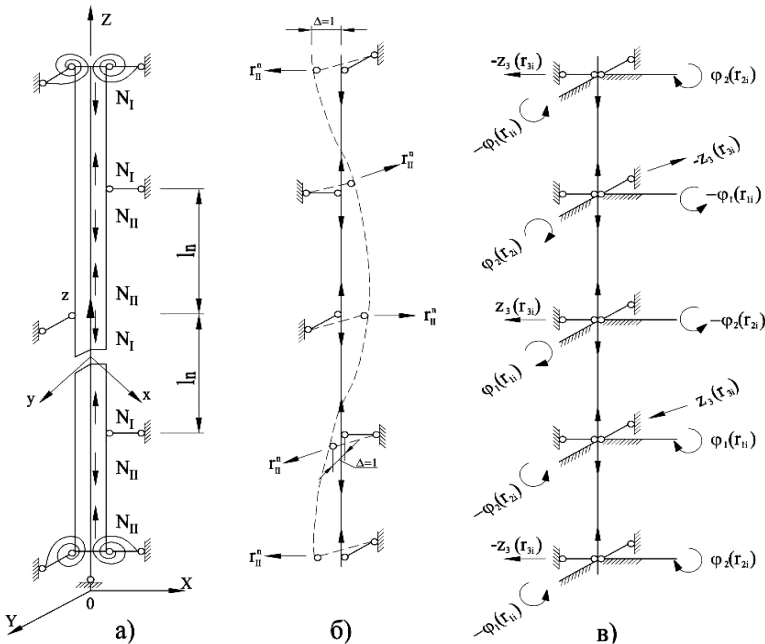 Z
N_I
N_I
N_II
l_n
N_II
z
N_I
y
x
l_n
N_I
N_II
N_II
X
0
Y
а)
Δ=1
r_II^n
r_II^n
r_II^n
r_II^n
Δ=1
r_II^n
б)
-z₃(r₃ᵢ)
φ₂(r₂ᵢ)
-φ₁(r₁ᵢ)
-z₃(r₃ᵢ)
-φ₁(r₁ᵢ)
φ₂(r₂ᵢ)
z₃(r₃ᵢ)
-φ₂(r₂ᵢ)
φ₁(r₁ᵢ)
z₃(r₃ᵢ)
φ₁(r₁ᵢ)
-φ₂(r₂ᵢ)
-z₃(r₃ᵢ)
φ₂(r₂ᵢ)
-φ₁(r₁ᵢ)
в)